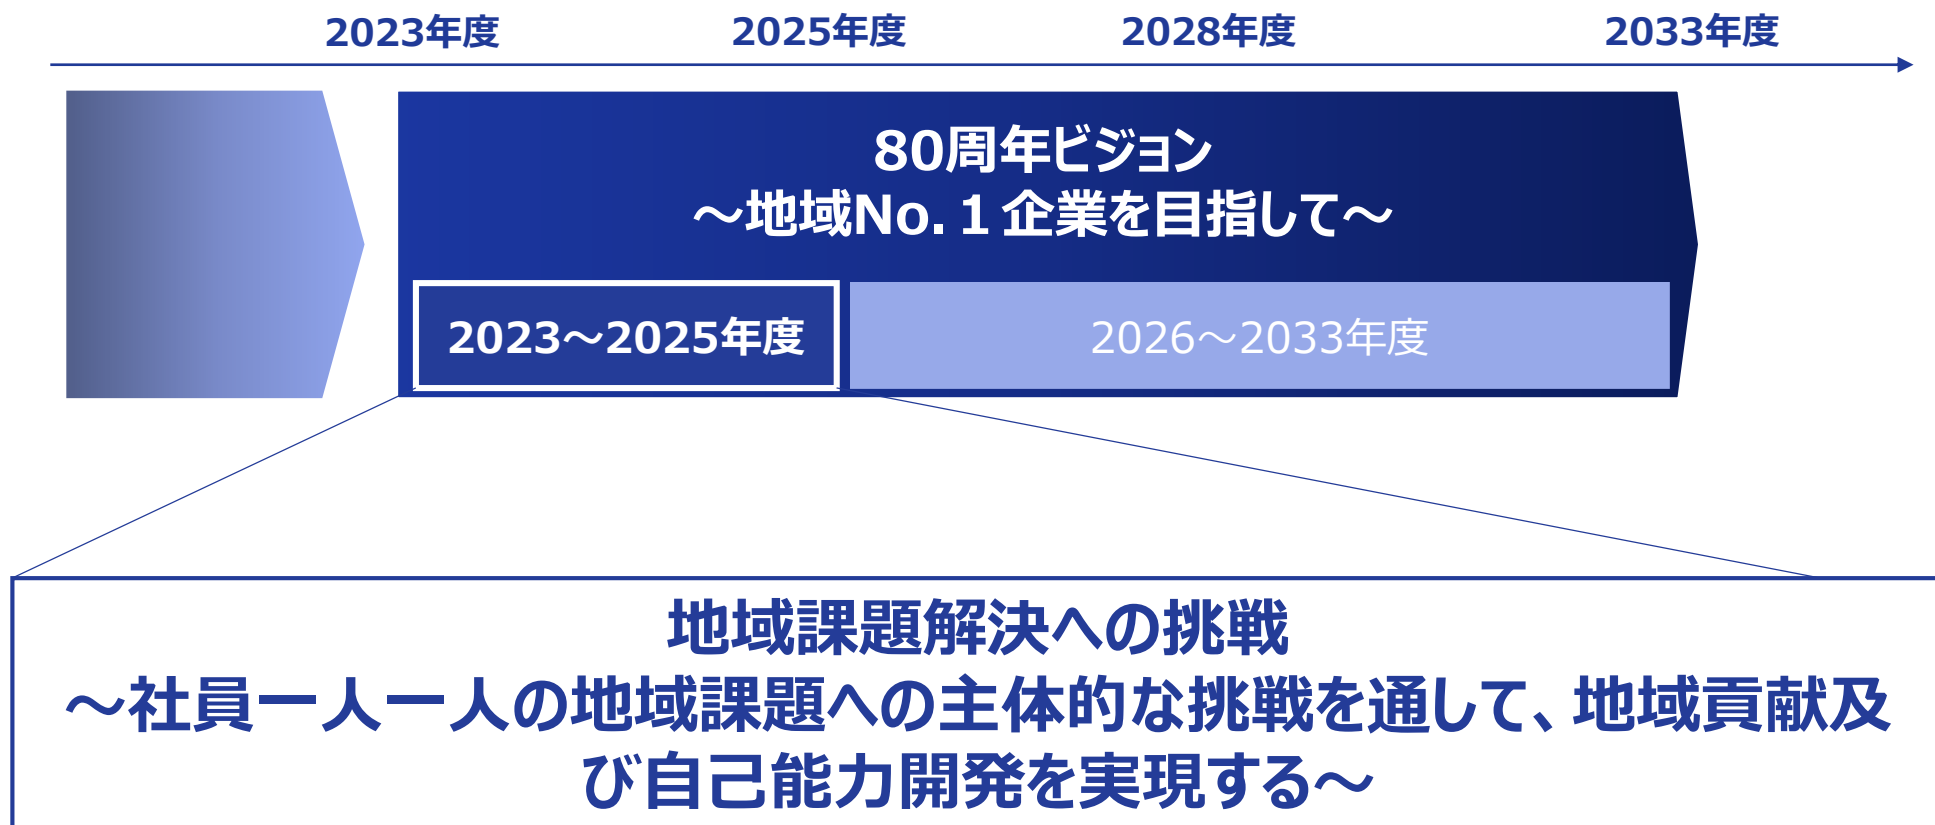 2023年度 2025年度 2028年度 2033年度
80周年ビジョン
～地域No.１企業を目指して～
2023～2025年度 2026～2033年度
地域課題解決への挑戦
～社員一人一人の地域課題への主体的な挑戦を通して、地域貢献及
び自己能力開発を実現する～